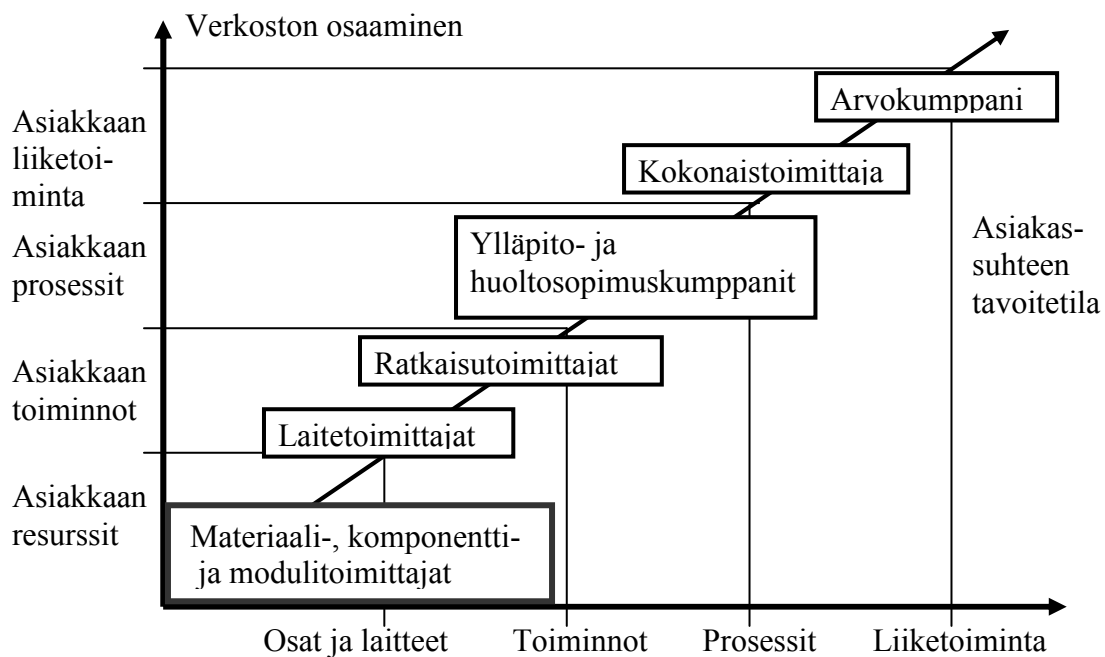 Verkoston osaaminen
Arvokumppani
Asiakkaan
liiketoi-
minta
Kokonaistoimittaja
Asiakkaan
prosessit
Ylläpito- ja
huoltosopimuskumppanit
Asiakas-
suhteen
tavoitetila
Ratkaisutoimittajat
Asiakkaan
toiminnot
Laitetoimittajat
Asiakkaan
resurssit
Materiaali-, komponentti-
ja modulitoimittajat
Osat ja laitteet
Toiminnot
Prosessit
Liiketoiminta